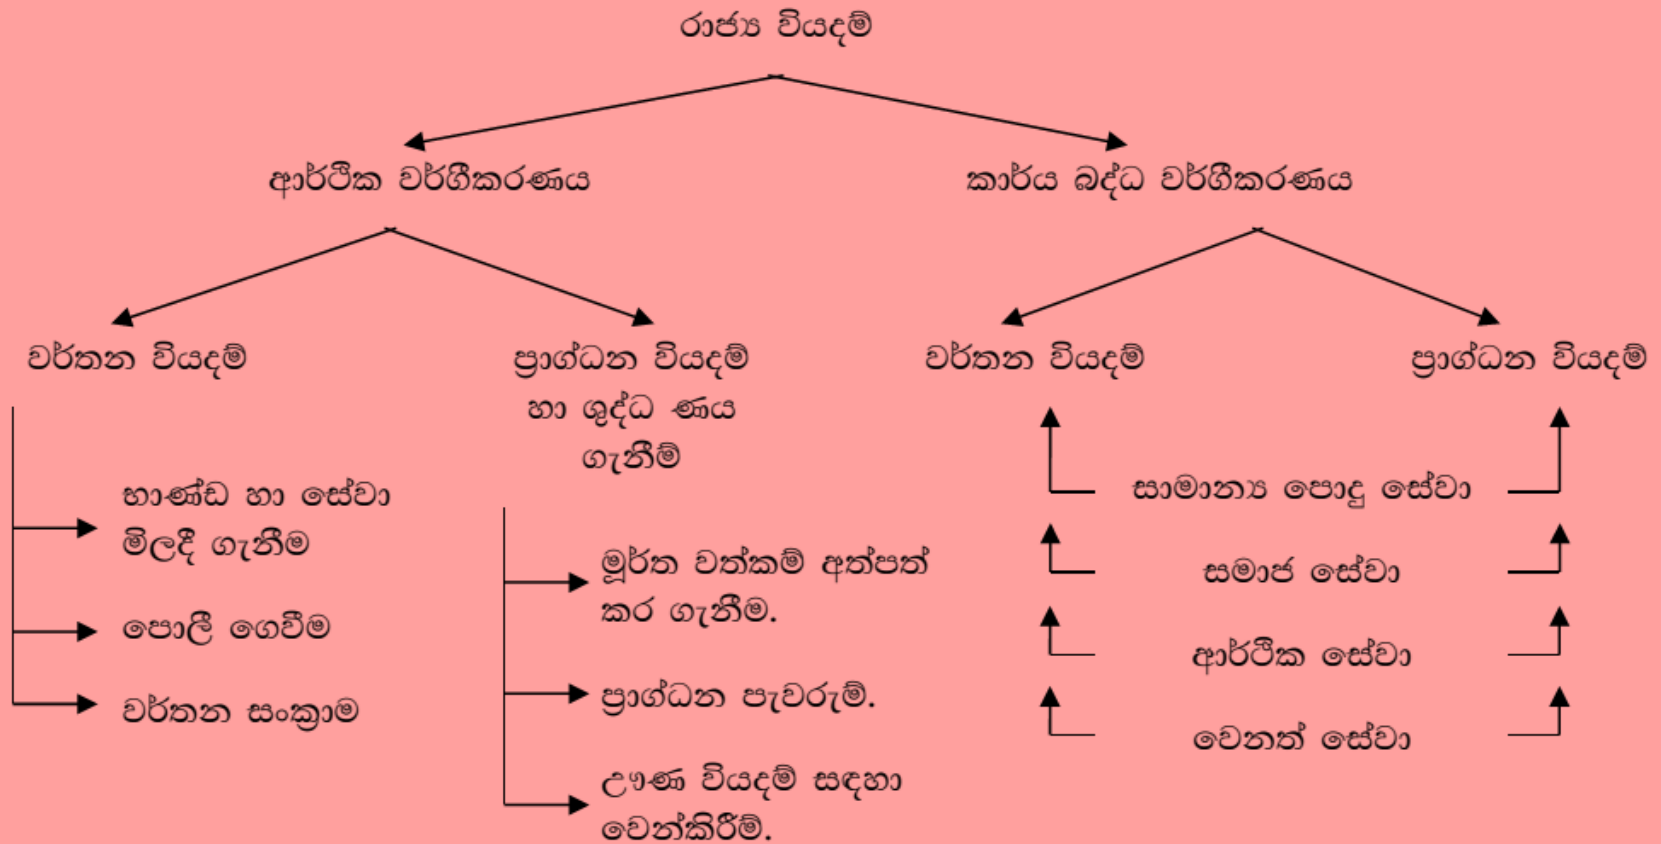 රාජ්‍ය වියදම්
ආර්ථික වර්ගීකරණය
කාර්ය බද්ධ වර්ගීකරණය
වර්තන වියදම්
ප්‍රාග්ධන වියදම්
හා ශුද්ධ ණය
ගැනීම්
වර්තන වියදම්
ප්‍රාග්ධන වියදම්
භාණ්ඩ හා සේවා
මිලදී ගැනීම
පොලී ගෙවීම
වර්තන සංක්‍රාම
මූර්ත වත්කම් අත්පත්
කර ගැනීම.
ප්‍රාග්ධන පැවරුම්.
ඌණ වියදම් සඳහා
වෙන්කිරීම්.
සාමාන්‍ය පොදු සේවා
සමාජ සේවා
ආර්ථික සේවා
වෙනත් සේවා